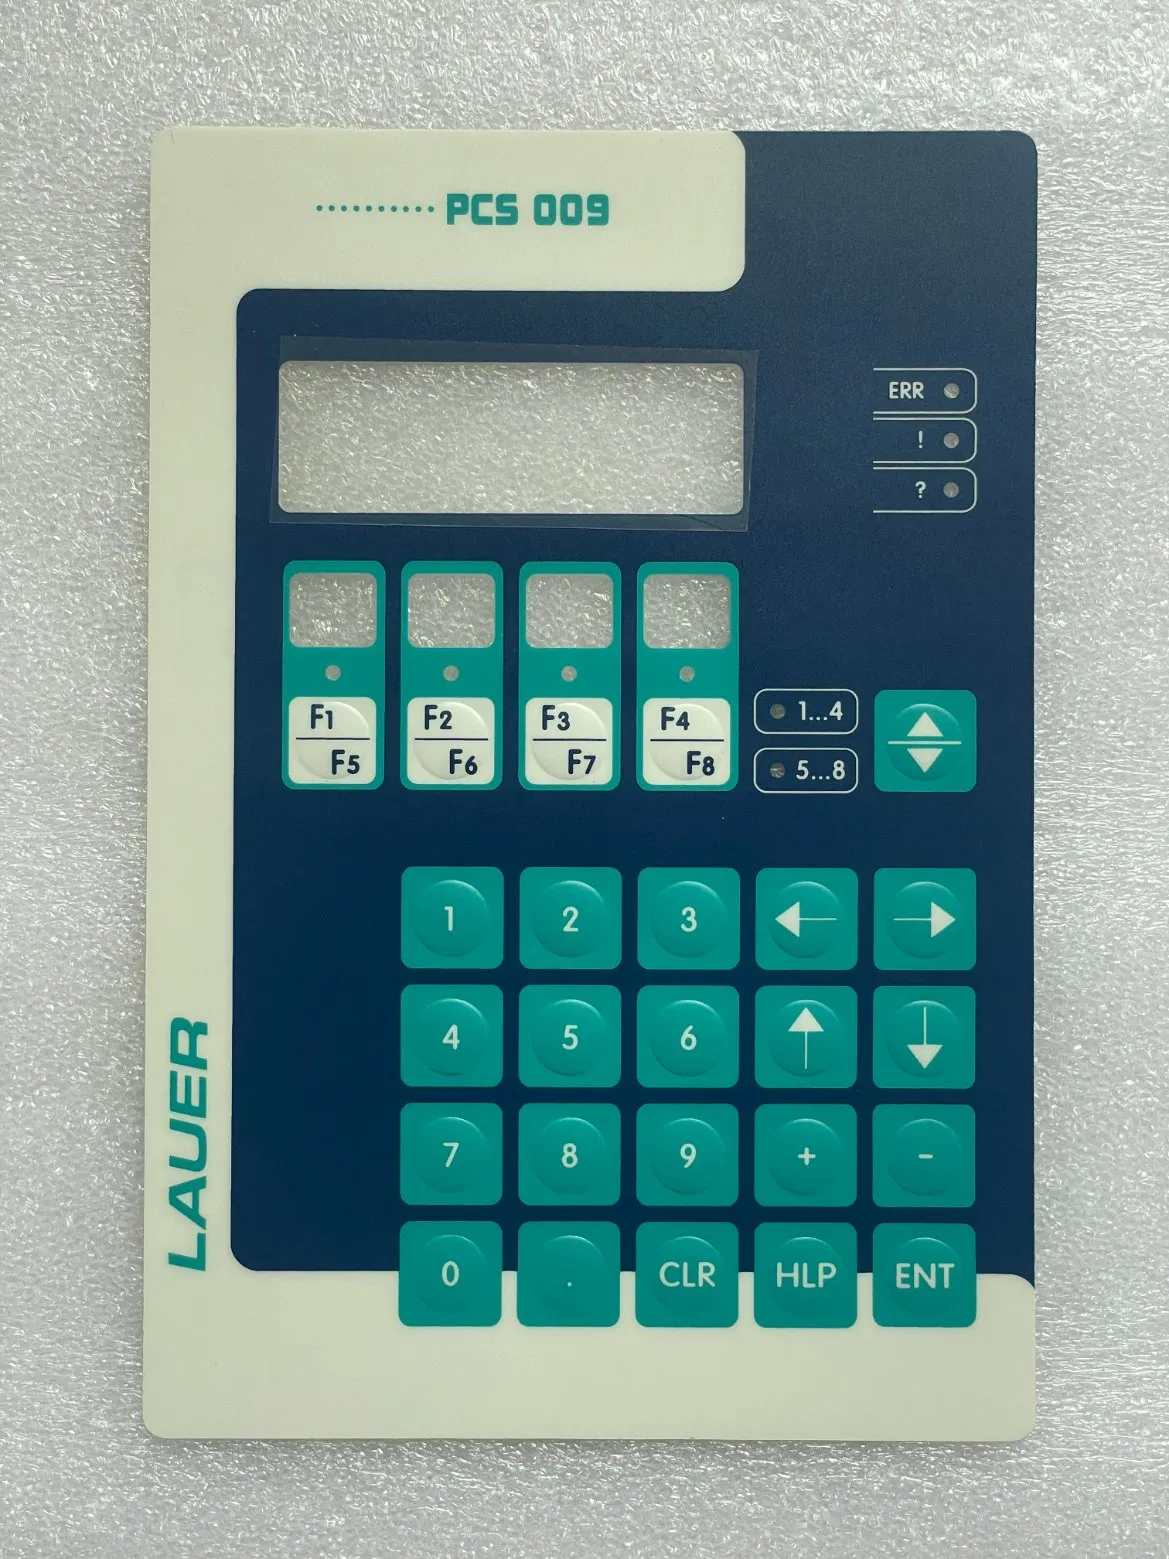 PCS 009
ERR
!
?
F1 F2 F3 F4
F5 F6 F7 F8
1...4
5...8
1 2 3
4 5 6
7 8 9 + -
0 . CLR HLP ENT
LAUER